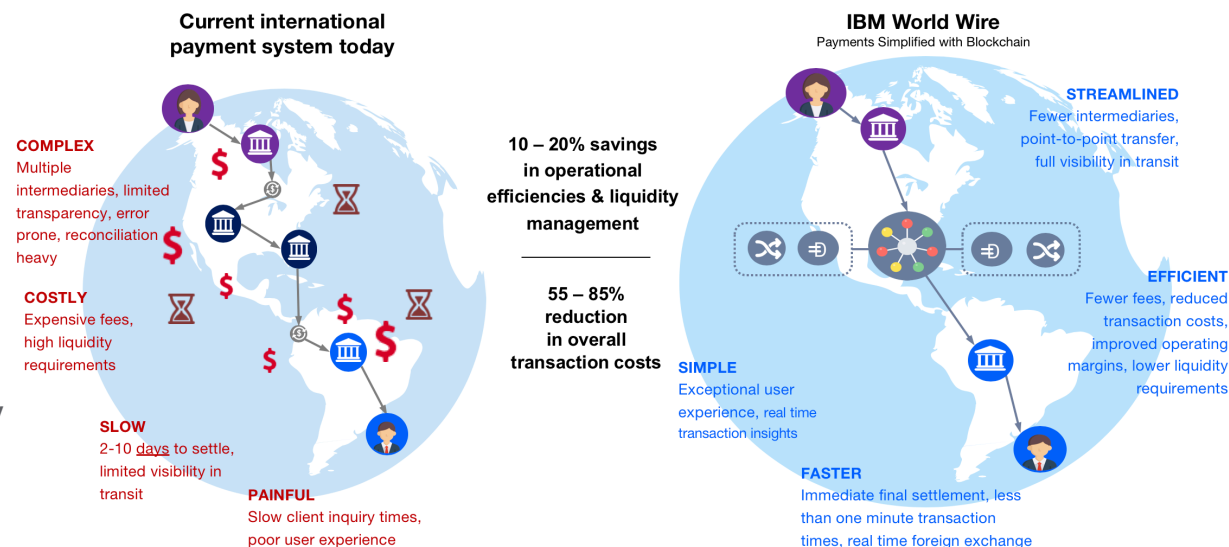 Current international
payment system today
COMPLEX
Multiple
intermediaries, limited
transparency, error
prone, reconciliation
heavy
COSTLY
Expensive fees,
high liquidity
requirements
SLOW
2-10 days to settle,
limited visibility in
transit
PAINFUL
Slow client inquiry times,
poor user experience
$
$
$
$
$
$
10 – 20% savings
in operational
efficiencies & liquidity
management
55 – 85%
reduction
in overall
transaction costs
IBM World Wire
Payments Simplified with Blockchain
STREAMLINED
Fewer intermediaries,
point-to-point transfer,
full visibility in transit
EFFICIENT
Fewer fees, reduced
transaction costs,
improved operating
margins, lower liquidity
requirements
SIMPLE
Exceptional user
experience, real time
transaction insights
FASTER
Immediate final settlement, less
than one minute transaction
times, real time foreign exchange